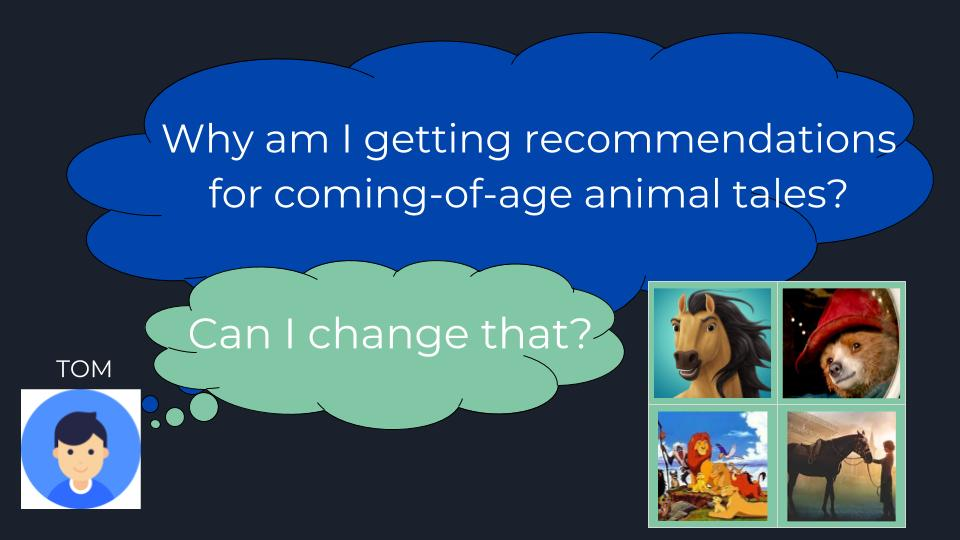 Why am I getting recommendations
for coming-of-age animal tales?
Can I change that?
TOM